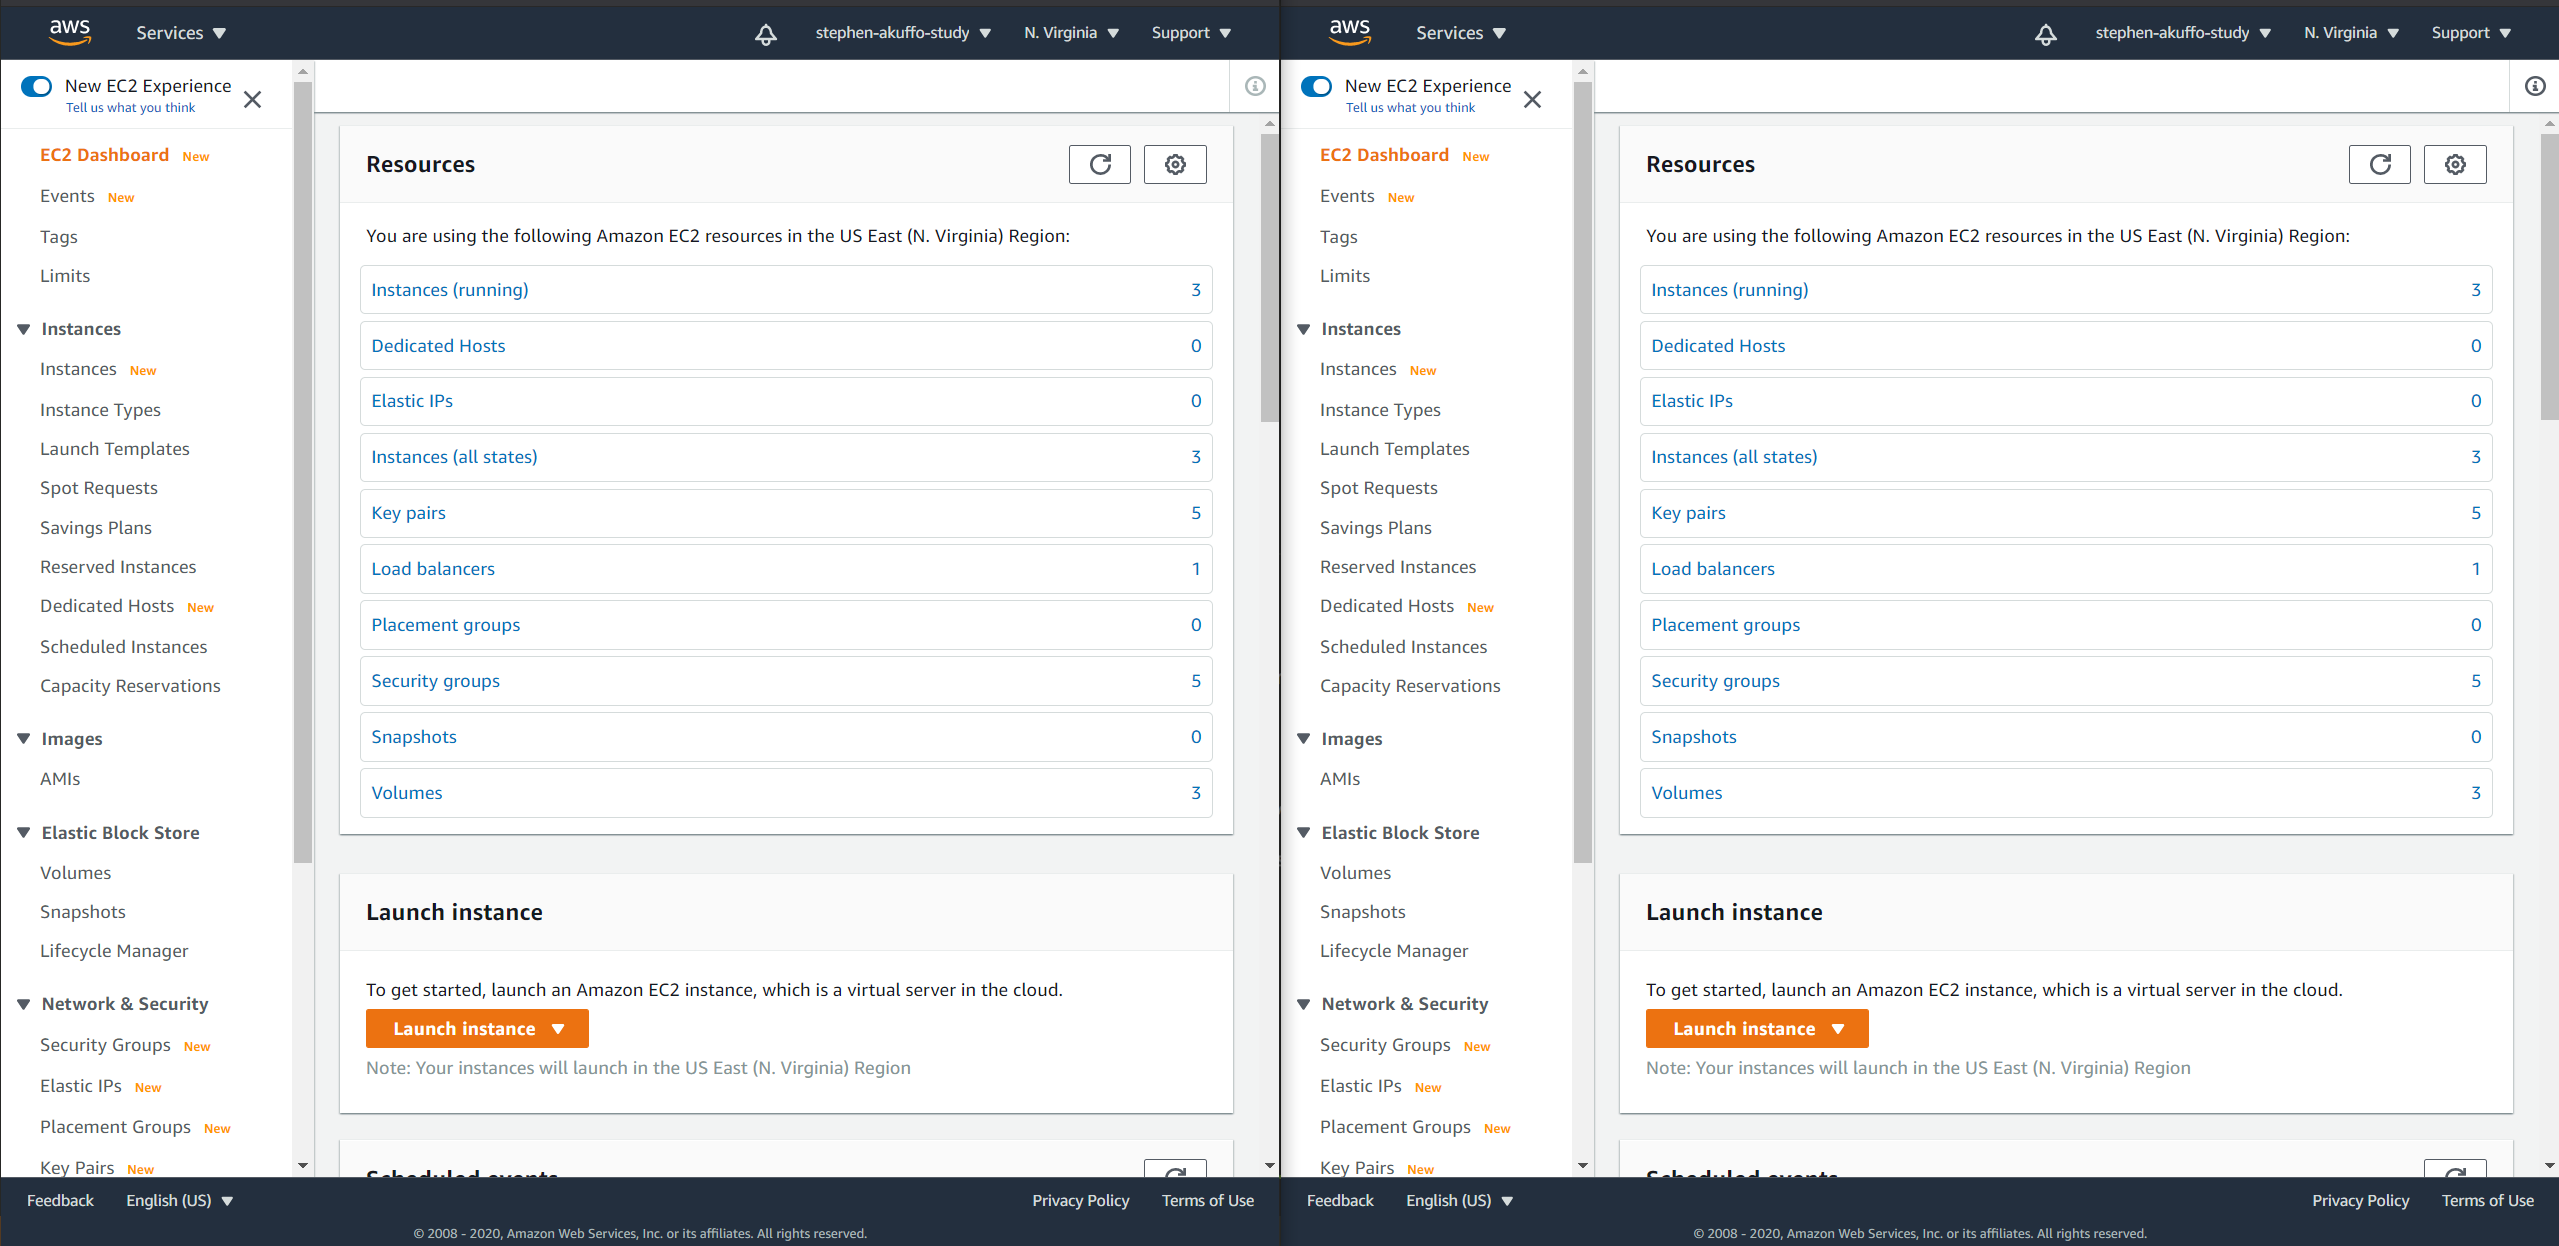 aws Services stephen-akuffo-study N. Virginia Support
New EC2 Experience
Tell us what you think
EC2 Dashboard New
Events New
Tags
Limits
Instances
Instances New
Instance Types
Launch Templates
Spot Requests
Savings Plans
Reserved Instances
Dedicated Hosts New
Scheduled Instances
Capacity Reservations
Images
AMIs
Elastic Block Store
Volumes
Snapshots
Lifecycle Manager
Network & Security
Security Groups New
Elastic IPs New
Placement Groups New
Key Pairs New
Resources
You are using the following Amazon EC2 resources in the US East (N. Virginia) Region:
Instances (running) 3
Dedicated Hosts 0
Elastic IPs 0
Instances (all states) 3
Key pairs 5
Load balancers 1
Placement groups 0
Security groups 5
Snapshots 0
Volumes 3
Launch instance
To get started, launch an Amazon EC2 instance, which is a virtual server in the cloud.
Launch instance
Note: Your instances will launch in the US East (N. Virginia) Region
Scheduled events
Feedback English (US) Privacy Policy Terms of Use
© 2008 - 2020, Amazon Web Services, Inc. or its affiliates. All rights reserved.
aws Services stephen-akuffo-study N. Virginia Support
New EC2 Experience
Tell us what you think
EC2 Dashboard New
Events New
Tags
Limits
Instances
Instances New
Instance Types
Launch Templates
Spot Requests
Savings Plans
Reserved Instances
Dedicated Hosts New
Scheduled Instances
Capacity Reservations
Images
AMIs
Elastic Block Store
Volumes
Snapshots
Lifecycle Manager
Network & Security
Security Groups New
Elastic IPs New
Placement Groups New
Key Pairs New
Resources
You are using the following Amazon EC2 resources in the US East (N. Virginia) Region:
Instances (running) 3
Dedicated Hosts 0
Elastic IPs 0
Instances (all states) 3
Key pairs 5
Load balancers 1
Placement groups 0
Security groups 5
Snapshots 0
Volumes 3
Launch instance
To get started, launch an Amazon EC2 instance, which is a virtual server in the cloud.
Launch instance
Note: Your instances will launch in the US East (N. Virginia) Region
Scheduled events
Feedback English (US) Privacy Policy Terms of Use
© 2008 - 2020, Amazon Web Services, Inc. or its affiliates. All rights reserved.